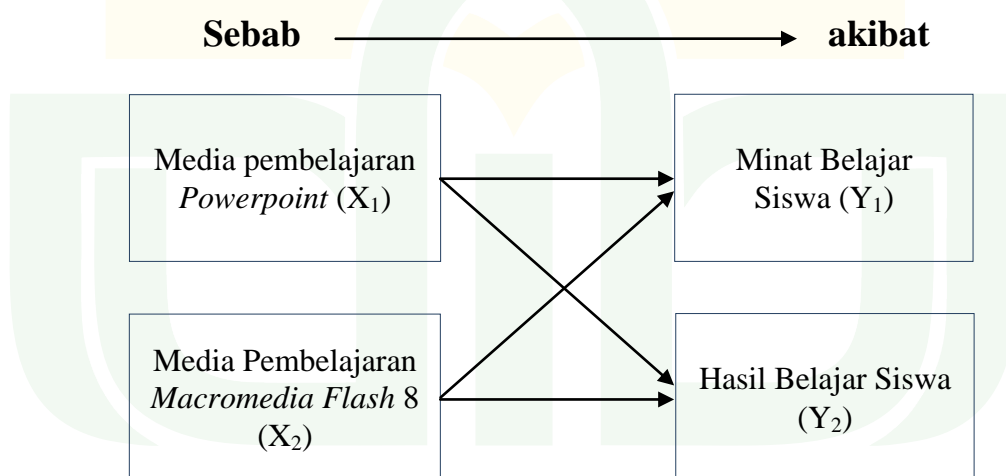 Sebab akibat
Media pembelajaran
Powerpoint (X₁)
Minat Belajar
Siswa (Y₁)
Media Pembelajaran
Macromedia Flash 8
(X₂)
Hasil Belajar Siswa
(Y₂)